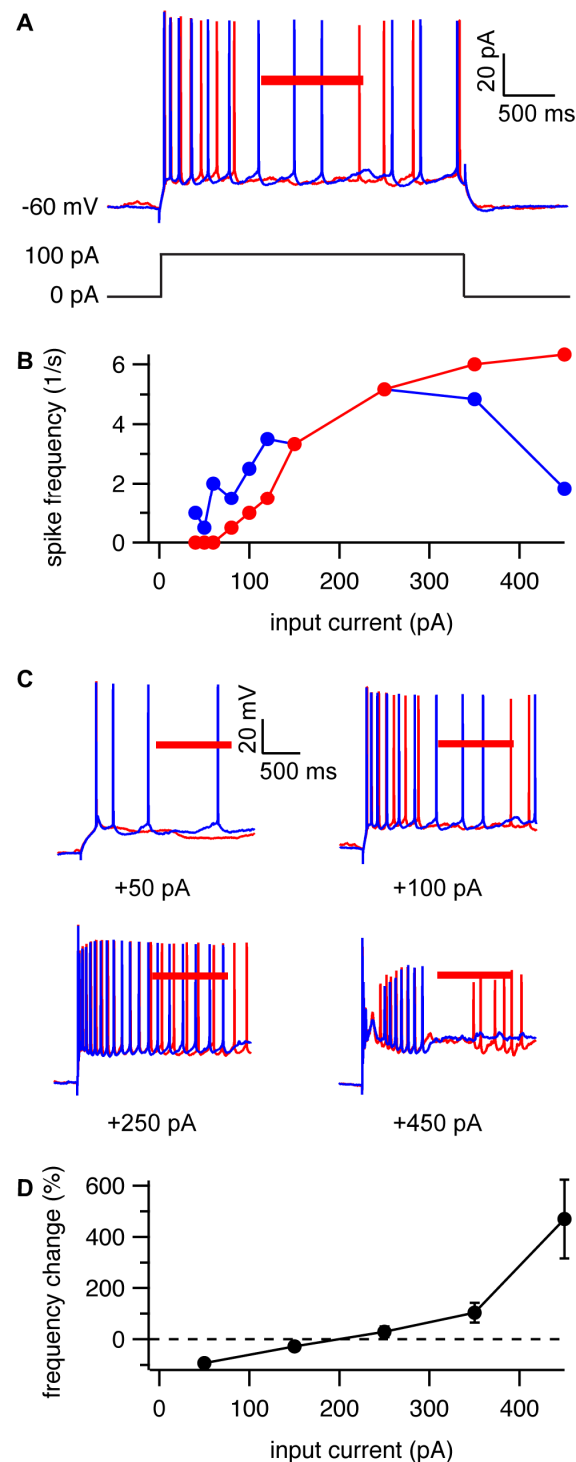 A
20 pA
500 ms
-60 mV
100 pA
0 pA
B
spike frequency (1/s)
6
4
2
0
0 100 200 300 400
input current (pA)
C
20 mV
500 ms
+50 pA
+100 pA
+250 pA
+450 pA
D
frequency change (%)
600
400
200
0
0 100 200 300 400
input current (pA)